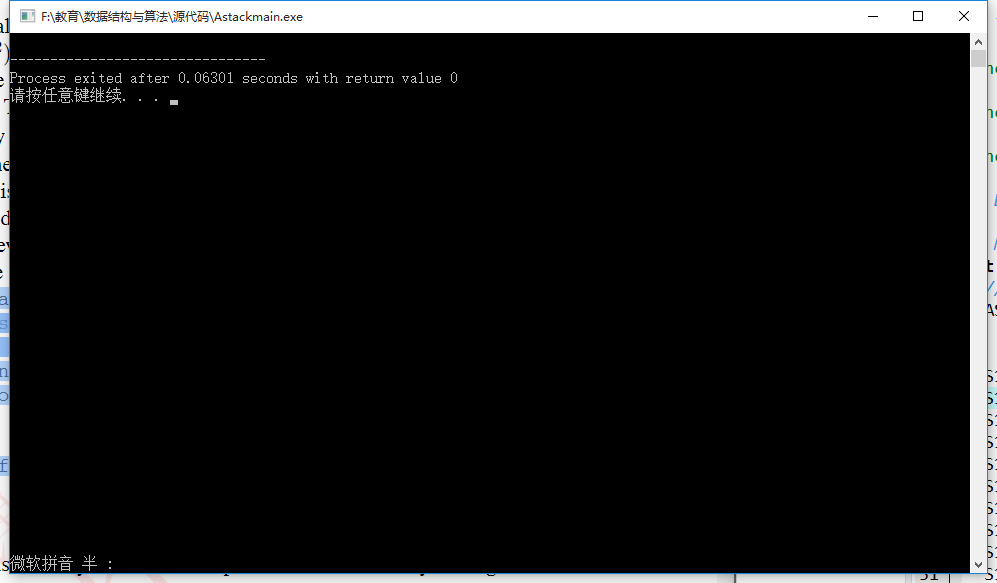 F:\教育\数据结构与算法\源代码\Astackmain.exe
--------------------------------
Process exited after 0.06301 seconds with return value 0
请按任意键继续. . .
微软拼音 半 :